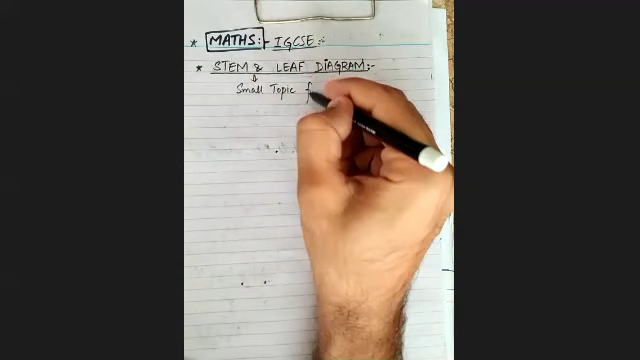 * MATHS:- IGCSE:-
* STEM & LEAF DIAGRAM:-
Small Topic f